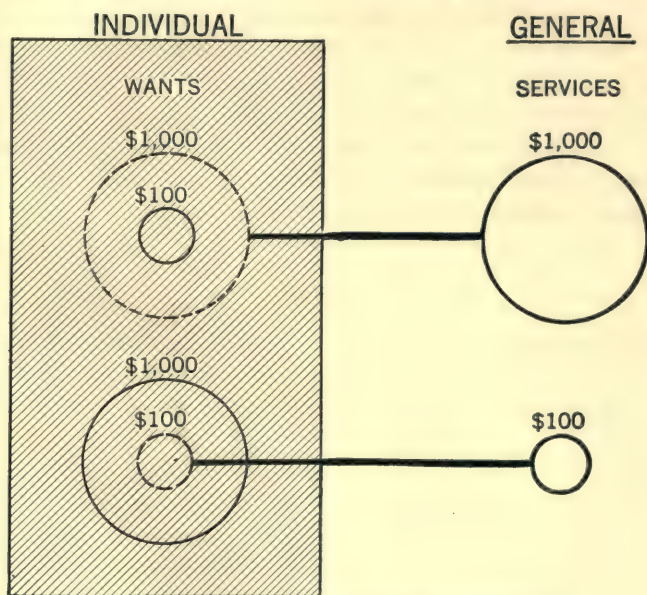 INDIVIDUAL GENERAL
WANTS SERVICES
$1,000 $1,000
$100
$1,000
$100 $100